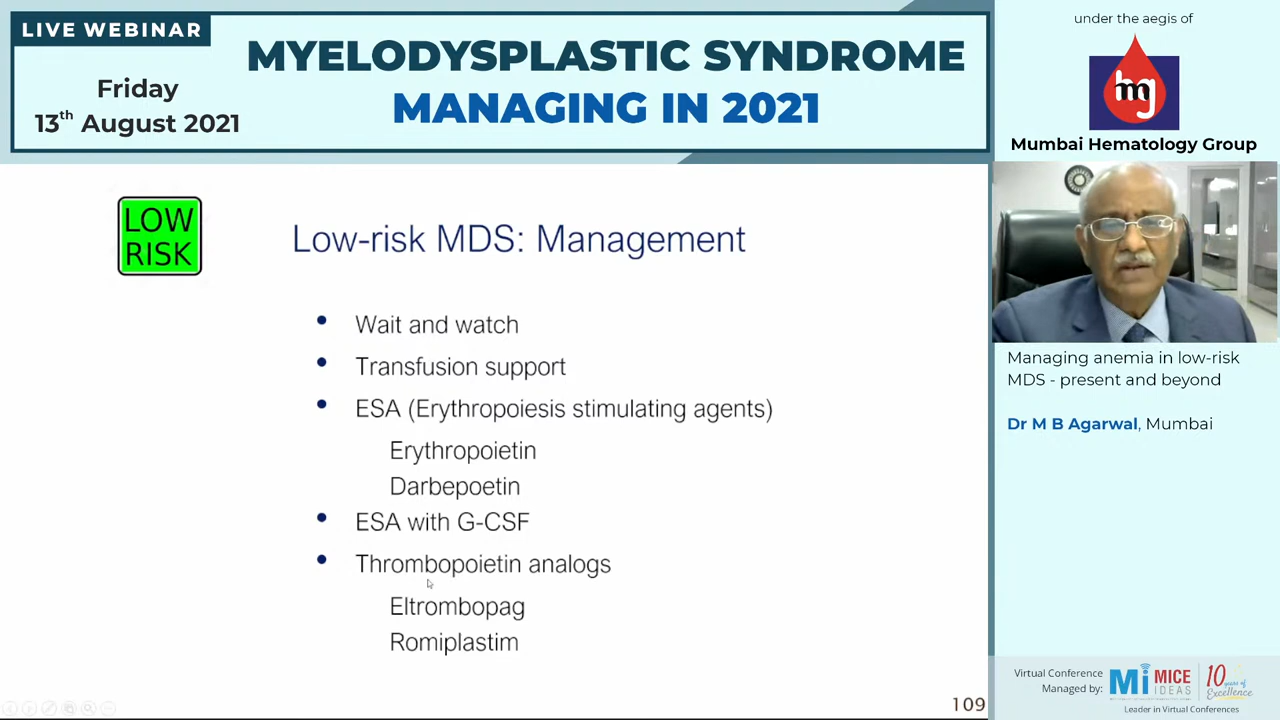 LIVE WEBINAR
Friday
13th August 2021
MYELODYSPLASTIC SYNDROME
MANAGING IN 2021
under the aegis of
hmg
Mumbai Hematology Group
LOW
RISK
Low-risk MDS: Management
• Wait and watch
• Transfusion support
• ESA (Erythropoiesis stimulating agents)
Erythropoietin
Darbepoetin
• ESA with G-CSF
• Thrombopoietin analogs
Eltrombopag
Romiplastim
109
Managing anemia in low-risk
MDS - present and beyond
Dr M B Agarwal, Mumbai
Virtual Conference
Managed by:
Mi MICE
IDEAS
10 years of
Excellence
Leader in Virtual Conferences